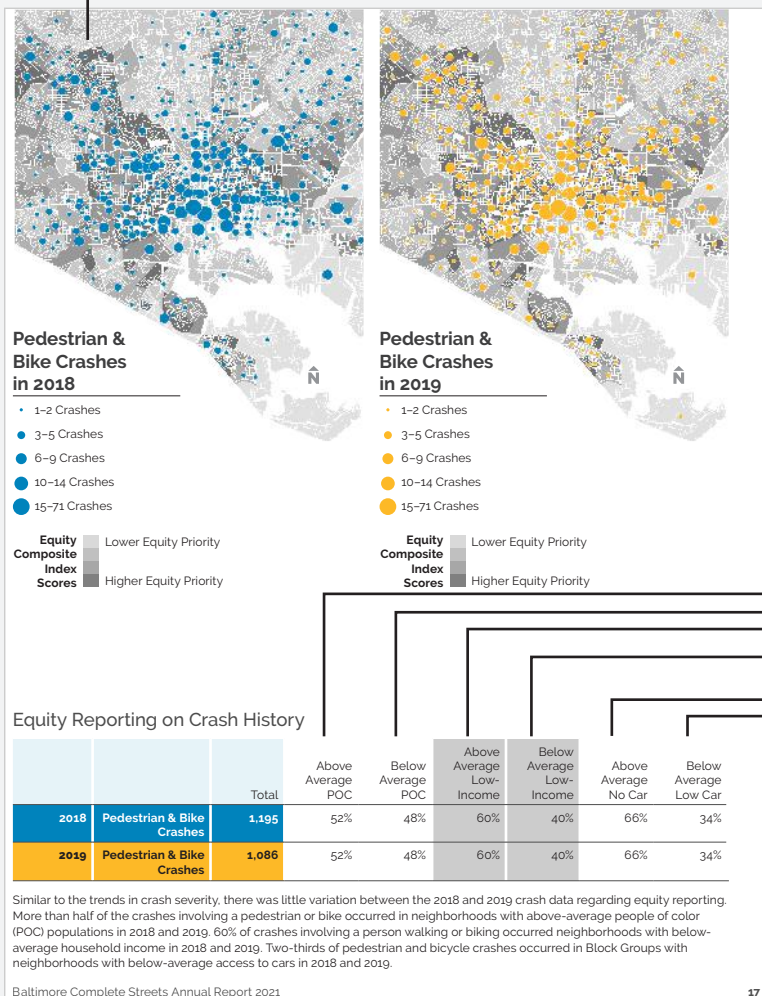 Pedestrian &
Bike Crashes
in 2018
N
1–2 Crashes
3–5 Crashes
6–9 Crashes
10–14 Crashes
15–71 Crashes
Equity
Composite
Index
Scores
Lower Equity Priority
Higher Equity Priority
Pedestrian &
Bike Crashes
in 2019
N
1–2 Crashes
3–5 Crashes
6–9 Crashes
10–14 Crashes
15–71 Crashes
Equity
Composite
Index
Scores
Lower Equity Priority
Higher Equity Priority
Equity Reporting on Crash History
Total
Above
Average
POC
Below
Average
POC
Above
Average
Low-
Income
Below
Average
Low-
Income
Above
Average
No Car
Below
Average
Low Car
2018 Pedestrian & Bike
Crashes 1,195 52% 48% 60% 40% 66% 34%
2019 Pedestrian & Bike
Crashes 1,086 52% 48% 60% 40% 66% 34%
Similar to the trends in crash severity, there was little variation between the 2018 and 2019 crash data regarding equity reporting.
More than half of the crashes involving a pedestrian or bike occurred in neighborhoods with above-average people of color
(POC) populations in 2018 and 2019. 60% of crashes involving a person walking or biking occurred neighborhoods with below-
average household income in 2018 and 2019. Two-thirds of pedestrian and bicycle crashes occurred in Block Groups with
neighborhoods with below-average access to cars in 2018 and 2019.
Baltimore Complete Streets Annual Report 2021 17